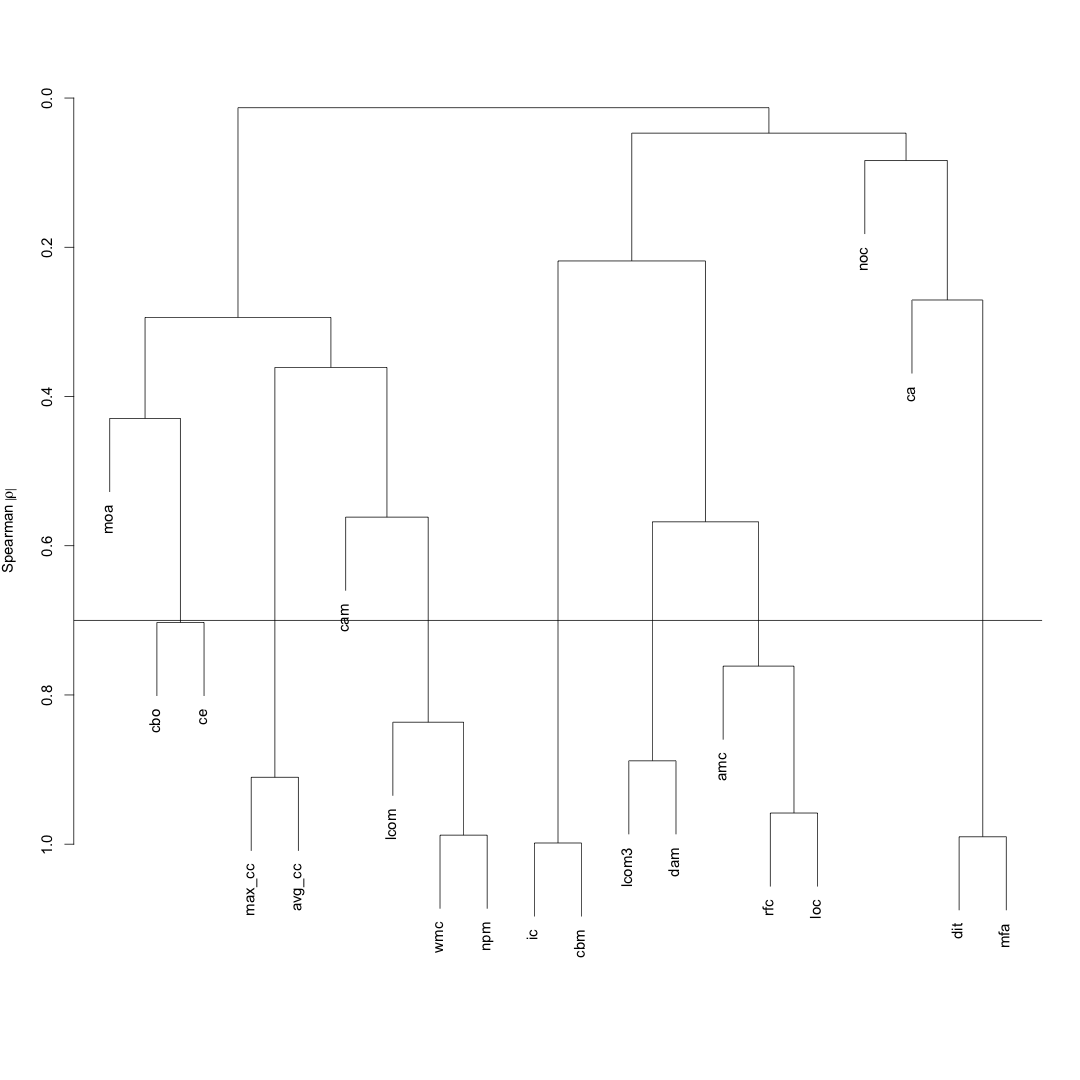 Spearman |ρ|
0.0
0.2
0.4
0.6
0.8
1.0
moa
cbo
ce
max_cc
avg_cc
cam
lcom
wmc
npm
ic
cbm
lcom3
dam
amc
rfc
loc
noc
ca
dit
mfa